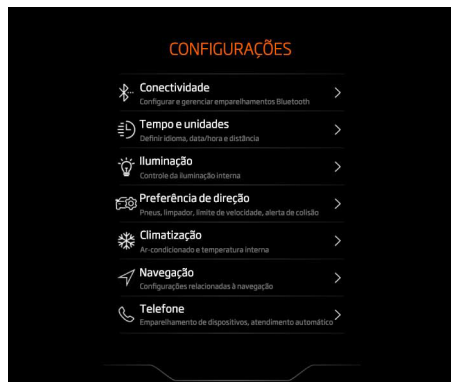 CONFIGURAÇÕES
Conectividade
Configurar e gerenciar emparelhamentos Bluetooth
Tempo e unidades
Definir idioma, data/hora e distância
Iluminação
Controle da iluminação interna
Preferência de direção
Pneus, limpador, limite de velocidade, alerta de colisão
Climatização
Ar-condicionado e temperatura interna
Navegação
Configurações relacionadas à navegação
Telefone
Emparelhamento de dispositivos, atendimento automático